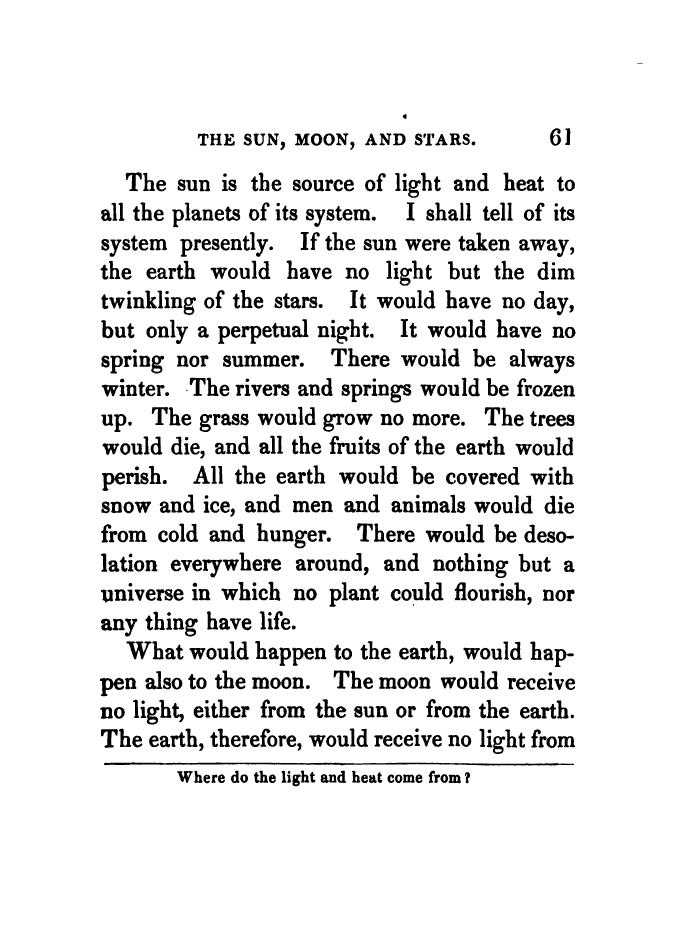 THE SUN, MOON, AND STARS. 61
The sun is the source of light and heat to
all the planets of its system. I shall tell of its
system presently. If the sun were taken away,
the earth would have no light but the dim
twinkling of the stars. It would have no day,
but only a perpetual night. It would have no
spring nor summer. There would be always
winter. The rivers and springs would be frozen
up. The grass would grow no more. The trees
would die, and all the fruits of the earth would
perish. All the earth would be covered with
snow and ice, and men and animals would die
from cold and hunger. There would be deso-
lation everywhere around, and nothing but a
universe in which no plant could flourish, nor
any thing have life.
What would happen to the earth, would hap-
pen also to the moon. The moon would receive
no light, either from the sun or from the earth.
The earth, therefore, would receive no light from
Where do the light and heat come from?